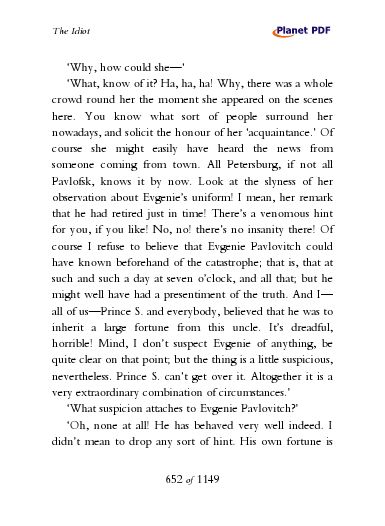 The Idiot
Planet PDF
‘Why, how could she—’
‘What, know of it? Ha, ha, ha! Why, there was a whole
crowd round her the moment she appeared on the scenes
here. You know what sort of people surround her
nowadays, and solicit the honour of her ‘acquaintance.’ Of
course she might easily have heard the news from
someone coming from town. All Petersburg, if not all
Pavlofsk, knows it by now. Look at the slyness of her
observation about Evgenie’s uniform! I mean, her remark
that he had retired just in time! There’s a venomous hint
for you, if you like! No, no! there’s no insanity there! Of
course I refuse to believe that Evgenie Pavlovitch could
have known beforehand of the catastrophe; that is, that at
such and such a day at seven o’clock, and all that; but he
might well have had a presentiment of the truth. And I—
all of us—Prince S. and everybody, believed that he was to
inherit a large fortune from this uncle. It’s dreadful,
horrible! Mind, I don’t suspect Evgenie of anything, be
quite clear on that point; but the thing is a little suspicious,
nevertheless. Prince S. can’t get over it. Altogether it is a
very extraordinary combination of circumstances.’
‘What suspicion attaches to Evgenie Pavlovitch?’
‘Oh, none at all! He has behaved very well indeed. I
didn’t mean to drop any sort of hint. His own fortune is
652 of 1149